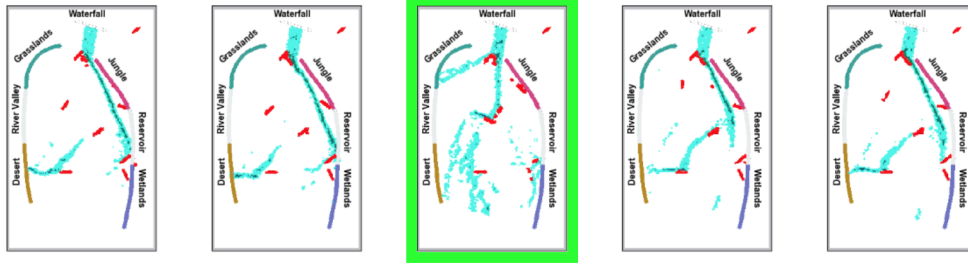 Waterfall
Grasslands
Jungle
River Valley
Reservoir
Desert
Wetlands
Waterfall
Grasslands
Jungle
River Valley
Reservoir
Desert
Wetlands
Waterfall
Grasslands
Jungle
River Valley
Reservoir
Desert
Wetlands
Waterfall
Grasslands
Jungle
River Valley
Reservoir
Desert
Wetlands
Waterfall
Grasslands
Jungle
River Valley
Reservoir
Desert
Wetlands